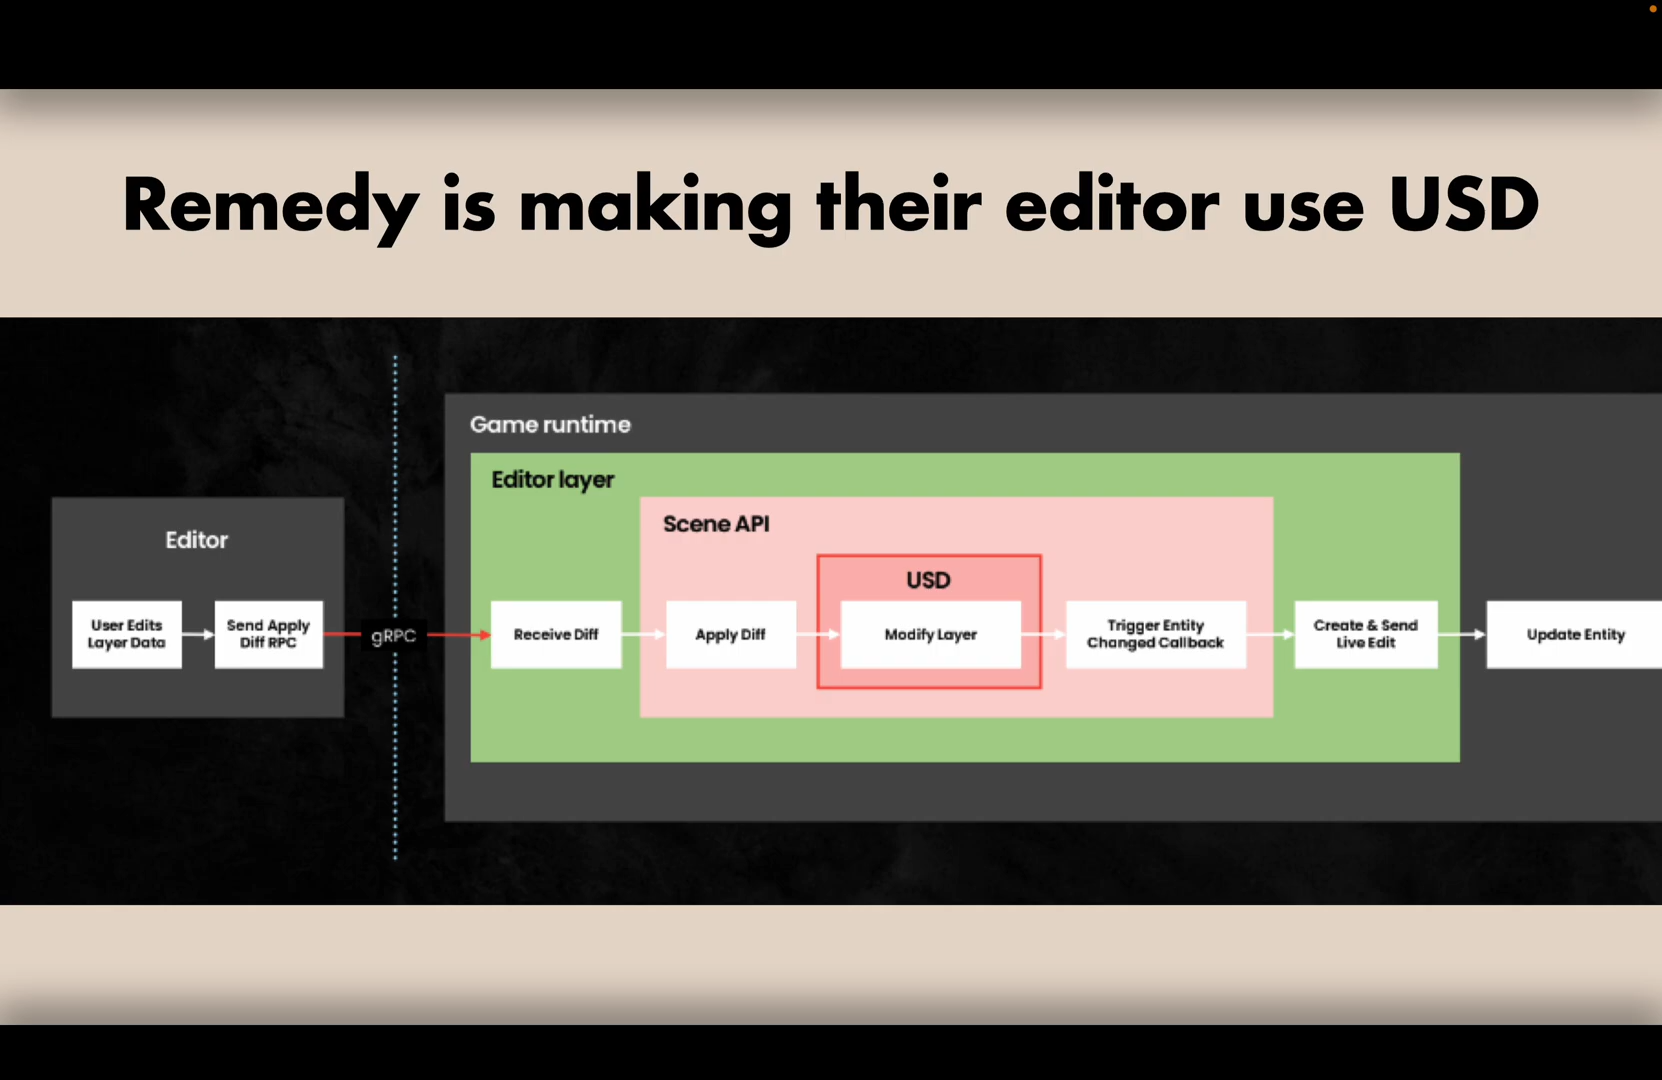 Remedy is making their editor use USD
Game runtime
Editor layer
Scene API
Editor
USD
User Edits
Layer Data
Send Apply
Diff RPC
gRPC
Receive Diff
Apply Diff
Modify Layer
Trigger Entity
Changed Callback
Create & Send
Live Edit
Update Entity